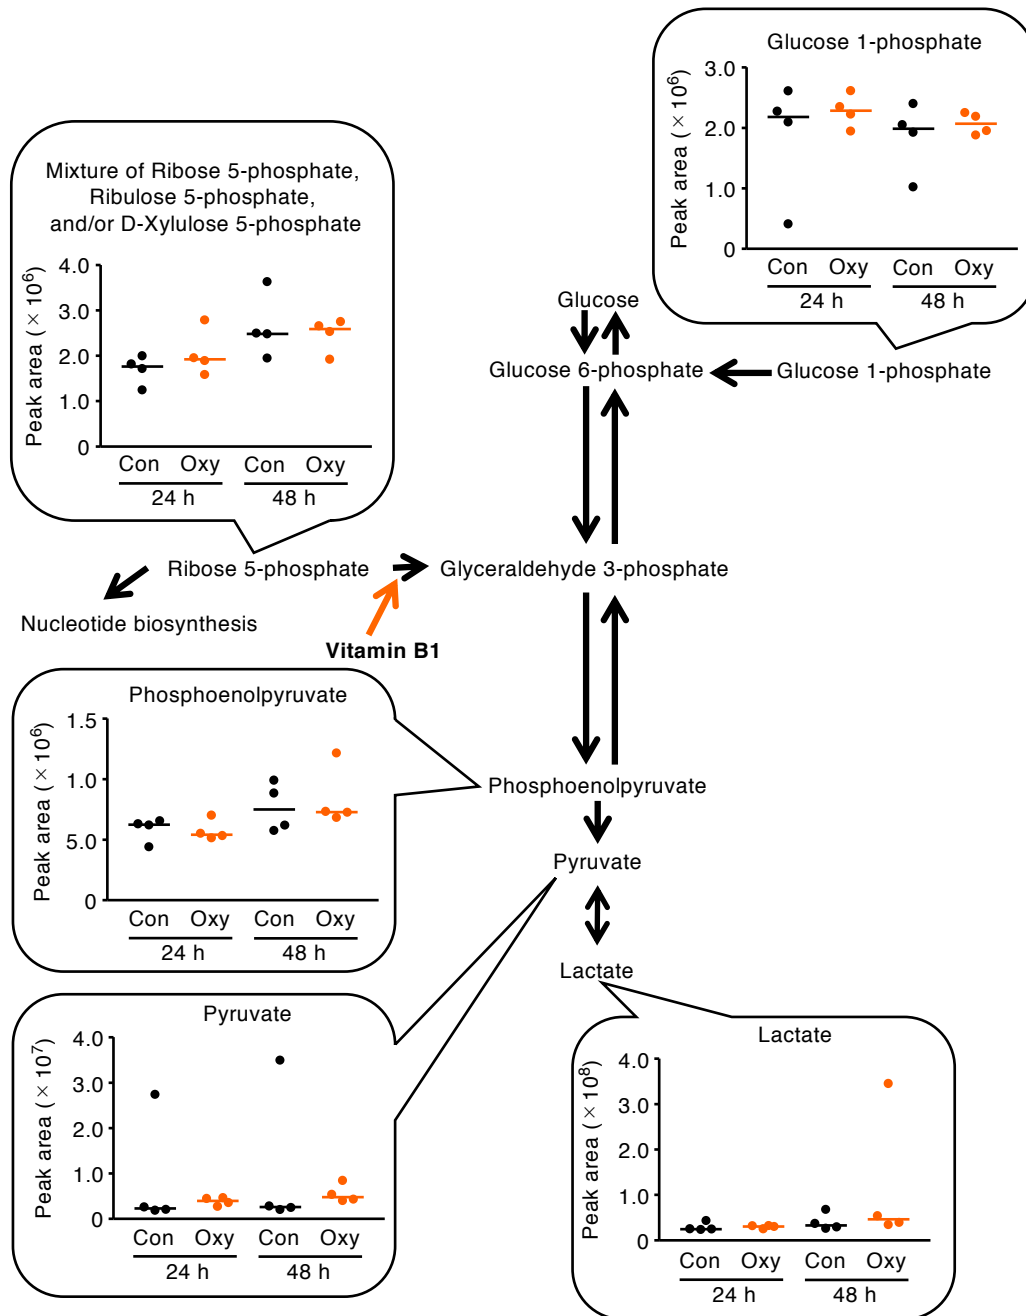 Glucose 1-phosphate
Peak area (×10⁶)
3.0
2.0
1.0
0
Con Oxy Con Oxy
24 h 48 h
Mixture of Ribose 5-phosphate,
Ribulose 5-phosphate,
and/or D-Xylulose 5-phosphate
Peak area (×10⁶)
4.0
3.0
2.0
1.0
0
Con Oxy Con Oxy
24 h 48 h
Glucose
Glucose 6-phosphate
Glucose 1-phosphate
Ribose 5-phosphate
Glyceraldehyde 3-phosphate
Nucleotide biosynthesis
Vitamin B1
Phosphoenolpyruvate
Peak area (×10⁶)
1.5
1.0
5.0
0
Con Oxy Con Oxy
24 h 48 h
Phosphoenolpyruvate
Pyruvate
Lactate
Pyruvate
Peak area (×10⁷)
4.0
3.0
2.0
1.0
0
Con Oxy Con Oxy
24 h 48 h
Lactate
Peak area (×10⁸)
4.0
3.0
2.0
1.0
0
Con Oxy Con Oxy
24 h 48 h